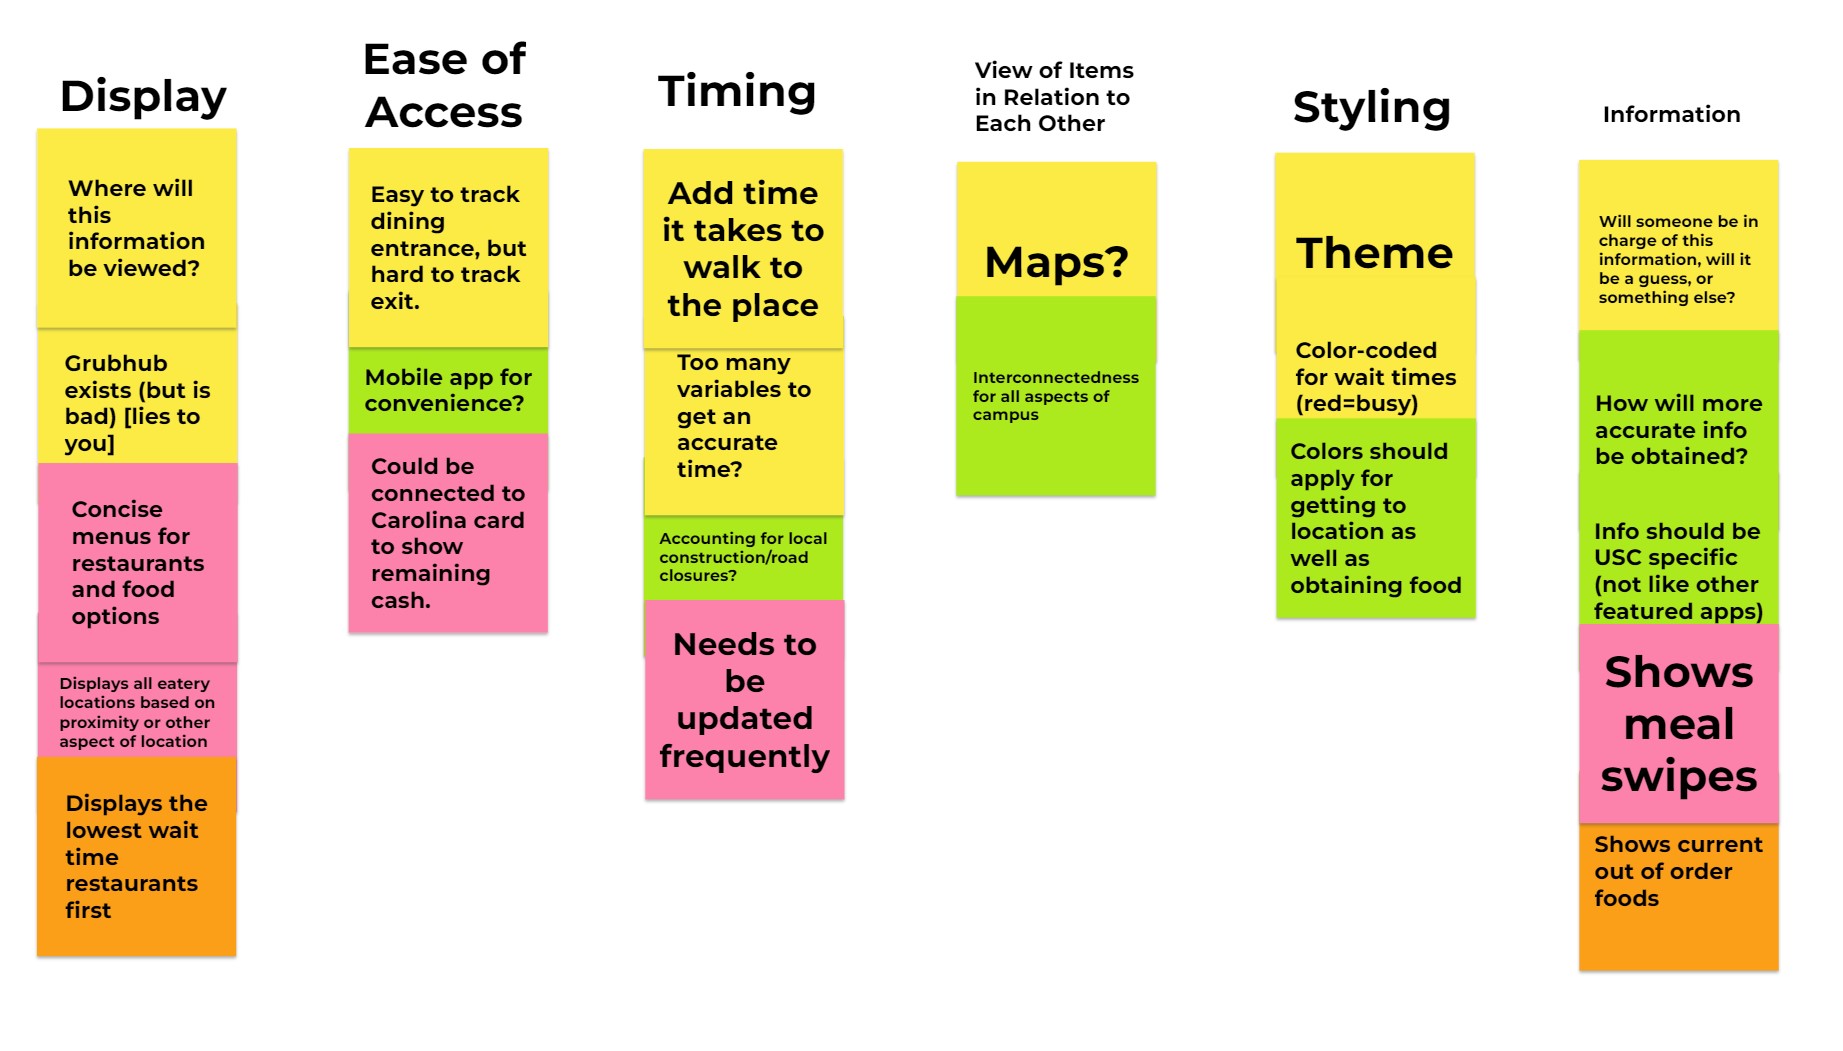 Display
Where will
this
information
be viewed?
Grubhub
exists (but is
bad) [lies to
you]
Concise
menus for
restaurants
and food
options
Displays all eatery
locations based on
proximity or other
aspect of location
Displays the
lowest wait
time
restaurants
first
Ease of
Access
Easy to track
dining
entrance, but
hard to track
exit.
Mobile app for
convenience?
Could be
connected to
Carolina card
to show
remaining
cash.
Timing
Add time
it takes to
walk to
the place
Too many
variables to
get an
accurate
time?
Accounting for local
construction/road
closures?
Needs to
be
updated
frequently
View of Items
in Relation to
Each Other
Maps?
Interconnectedness
for all aspects of
campus
Styling
Theme
Color-coded
for wait times
(red=busy)
Colors should
apply for
getting to
location as
well as
obtaining food
Information
Will someone be in
charge of this
information, will it
be a guess, or
something else?
How will more
accurate info
be obtained?
Info should be
USC specific
(not like other
featured apps)
Shows
meal
swipes
Shows current
out of order
foods